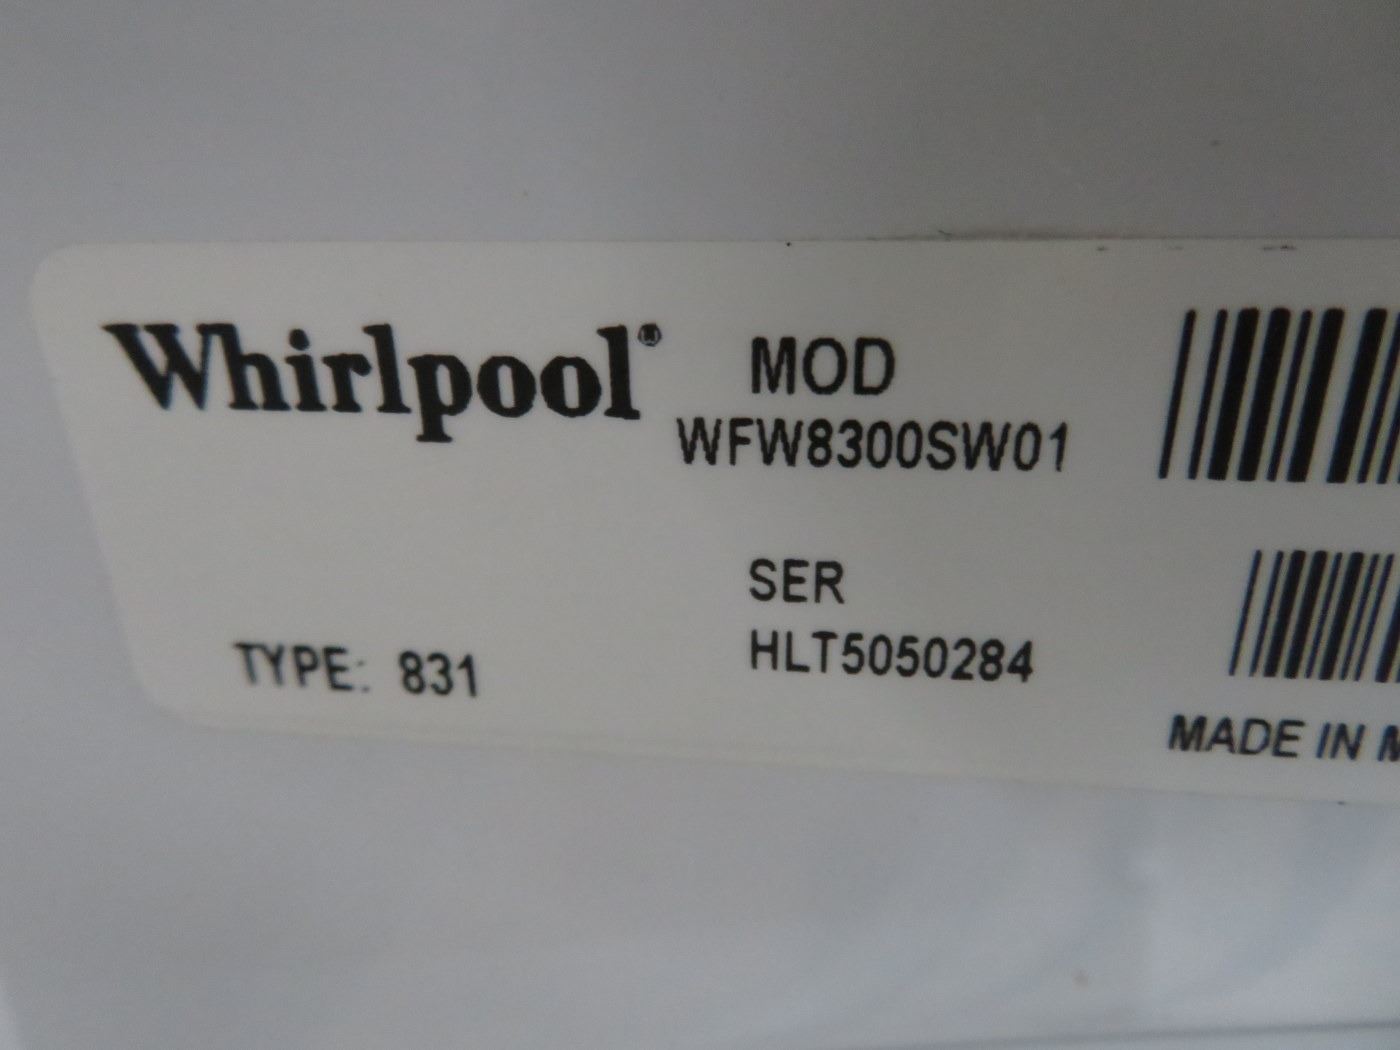 Whirlpool®
MOD
WFW8300SW01
SER
HLT5050284
TYPE: 831
MADE IN